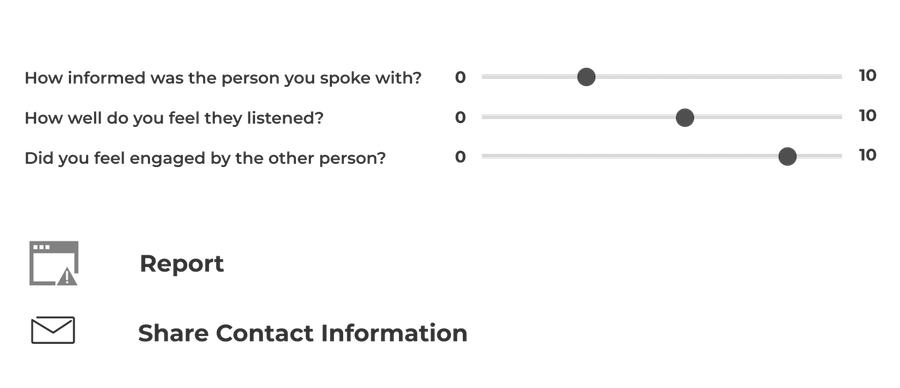 How informed was the person you spoke with? 0 10
How well do you feel they listened? 0 10
Did you feel engaged by the other person? 0 10
Report
Share Contact Information